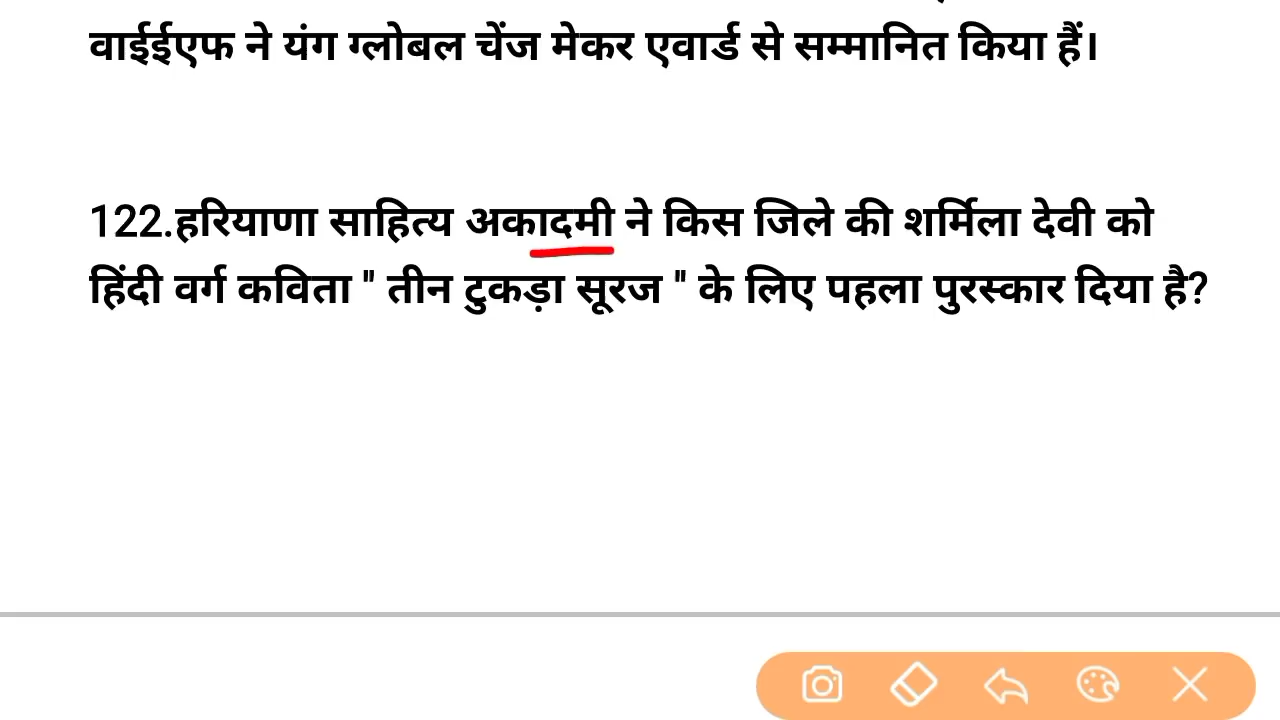 वाईईएफ ने यंग ग्लोबल चेंज मेकर एवार्ड से सम्मानित किया हैं।
122.हरियाणा साहित्य अकादमी ने किस जिले की शर्मिला देवी को
हिंदी वर्ग कविता " तीन टुकड़ा सूरज " के लिए पहला पुरस्कार दिया है?